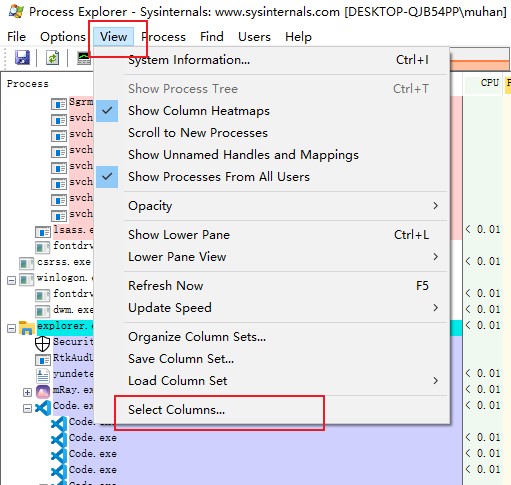 Process Explorer - Sysinternals: www.sysinternals.com [DESKTOP-QJB54PP\muhan]
File Options View Process Find Users Help
System Information... Ctrl+I
Process CPU
Show Process Tree Ctrl+T
Sgrm
Show Column Heatmaps
svch
Scroll to New Processes
svch
Show Unnamed Handles and Mappings
svch
Show Processes From All Users
svch
svch
Opacity
svch
lsass.e
Show Lower Pane Ctrl+L
< 0.01
fontdrv
Lower Pane View
csrss.exe
< 0.01
winlogon.e
Refresh Now F5
fontdrv
< 0.01
Update Speed
dwm.exe
< 0.01
explorer.e
< 0.01
Organize Column Sets...
Securit
Save Column Set...
RtkAudU
yundete
Load Column Set
< 0.01
mRay.ex
< 0.01
Code.ex
< 0.01
Select Columns...
Code.e
Code.exe
< 0.01
Code.exe
< 0.01
Code.exe
< 0.01